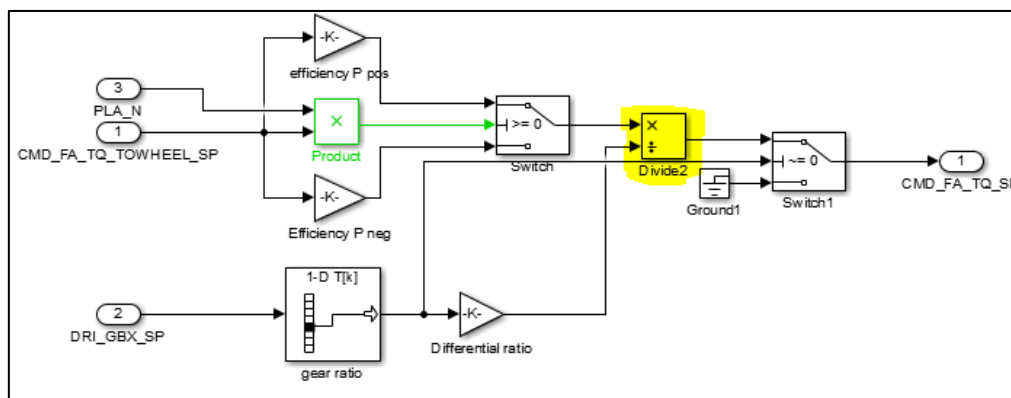 -K-
efficiency P pos
3
PLA_N
1
CMD_FA_TQ_TOWHEEL_SP
×
Product
>= 0
Switch
×
÷
Divide2
~= 0
Switch1
Ground1
1
CMD_FA_TQ_S
-K-
Efficiency P neg
2
DRI_GBX_SP
1-D T[k]
gear ratio
-K-
Differential ratio